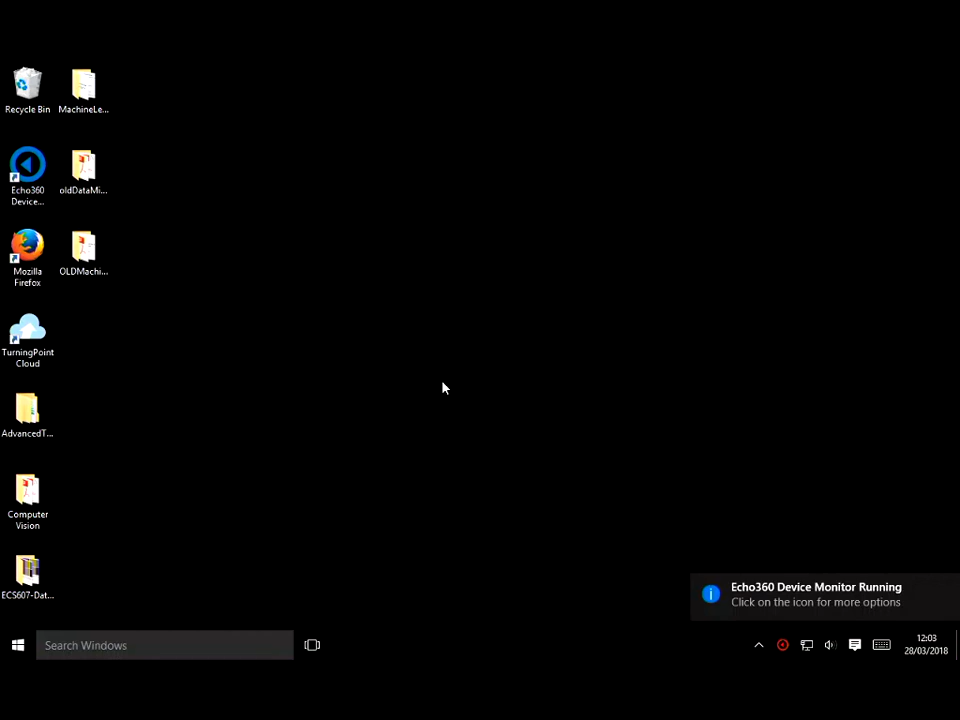 Recycle Bin
MachineLe...
Echo360
Device...
oldDataMi...
Mozilla
Firefox
OLDMachi...
TurningPoint
Cloud
AdvancedT...
Computer
Vision
ECS607-Dat...
Echo360 Device Monitor Running
Click on the icon for more options
Search Windows
12:03
28/03/2018